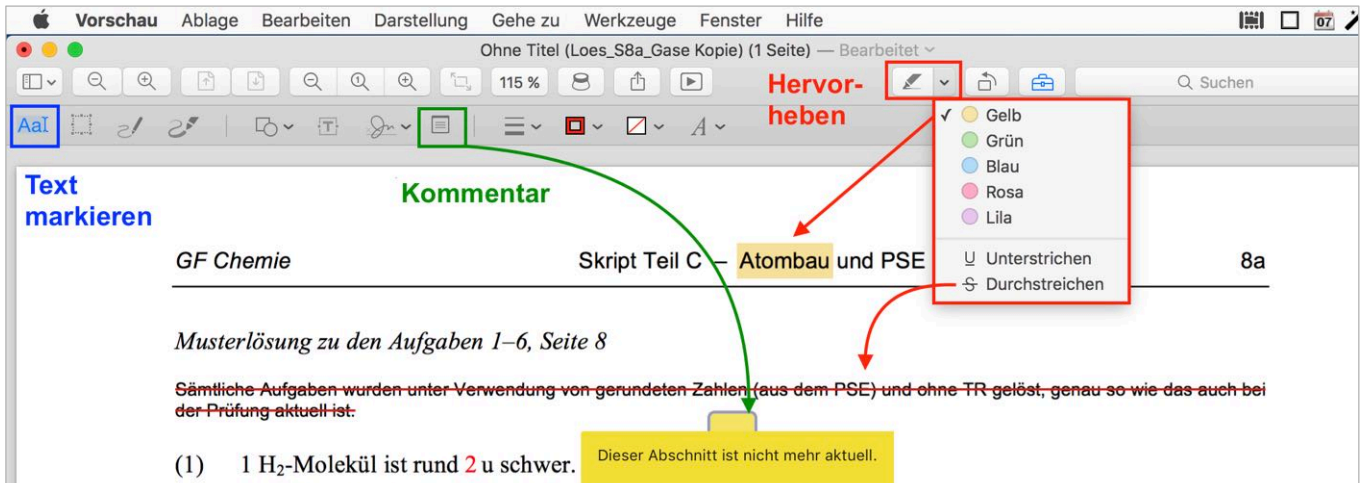 Vorschau Ablage Bearbeiten Darstellung Gehe zu Werkzeuge Fenster Hilfe 07
Ohne Titel (Loes_S8a_Gase Kopie) (1 Seite) — Bearbeitet
115 % Suchen
Hervor-
heben
Gelb
Grün
Blau
Rosa
Lila
U Unterstrichen
S Durchstreichen
AaI T A
Text
markieren
Kommentar
GF Chemie Skript Teil C – Atombau und PSE 8a
Musterlösung zu den Aufgaben 1–6, Seite 8
Sämtliche Aufgaben wurden unter Verwendung von gerundeten Zahlen (aus dem PSE) und ohne TR gelöst, genau so wie das auch bei
der Prüfung aktuell ist.
(1) 1 H₂-Molekül ist rund 2 u schwer.
Dieser Abschnitt ist nicht mehr aktuell.